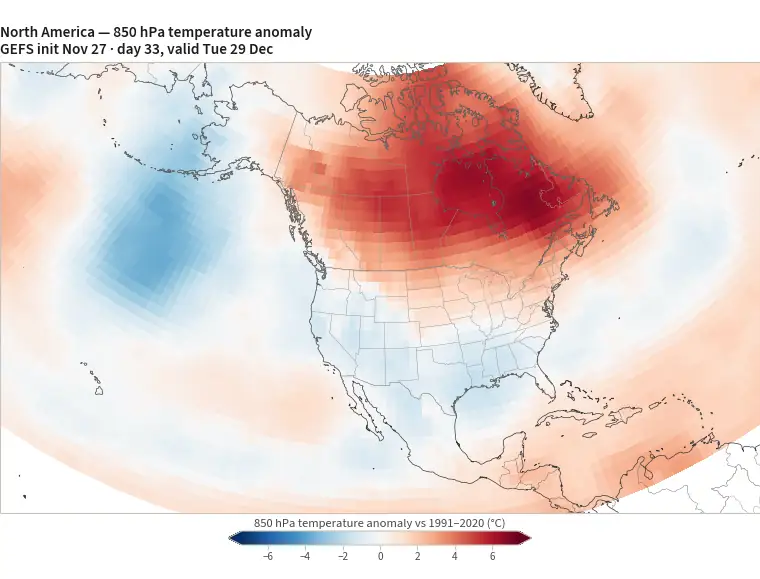 North America — 850 hPa temperature anomaly
GEFS init Nov 27 · day 33, valid Tue 29 Dec
850 hPa temperature anomaly vs 1991–2020 (°C)
−6 −4 −2 0 2 4 6